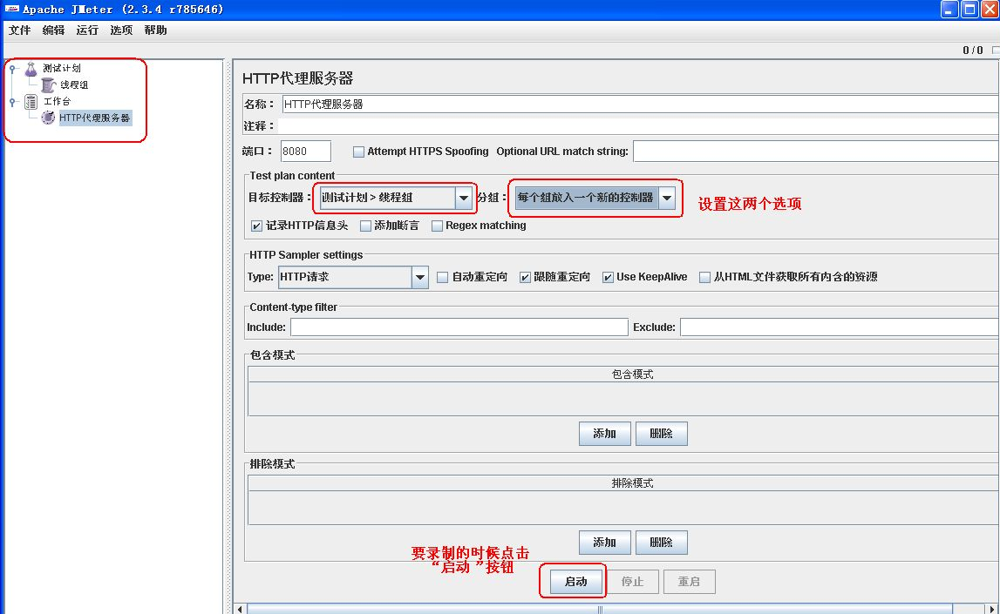 Apache JMeter (2.3.4 r785646)
文件 编辑 运行 选项 帮助
0 / 0
测试计划
线程组
工作台
HTTP代理服务器
HTTP代理服务器
名称： HTTP代理服务器
注释：
端口： 8080 Attempt HTTPS Spoofing Optional URL match string:
Test plan content
目标控制器： 测试计划 > 线程组 分组： 每个组放入一个新的控制器 设置这两个选项
记录HTTP信息头 添加断言 Regex matching
HTTP Sampler settings
Type: HTTP请求 自动重定向 跟随重定向 Use KeepAlive 从HTML文件获取所有内含的资源
Content-type filter
Include: Exclude:
包含模式
包含模式
添加 删除
排除模式
排除模式
添加 删除
要录制的时候点击
“启动 ”按钮
启动 停止 重启